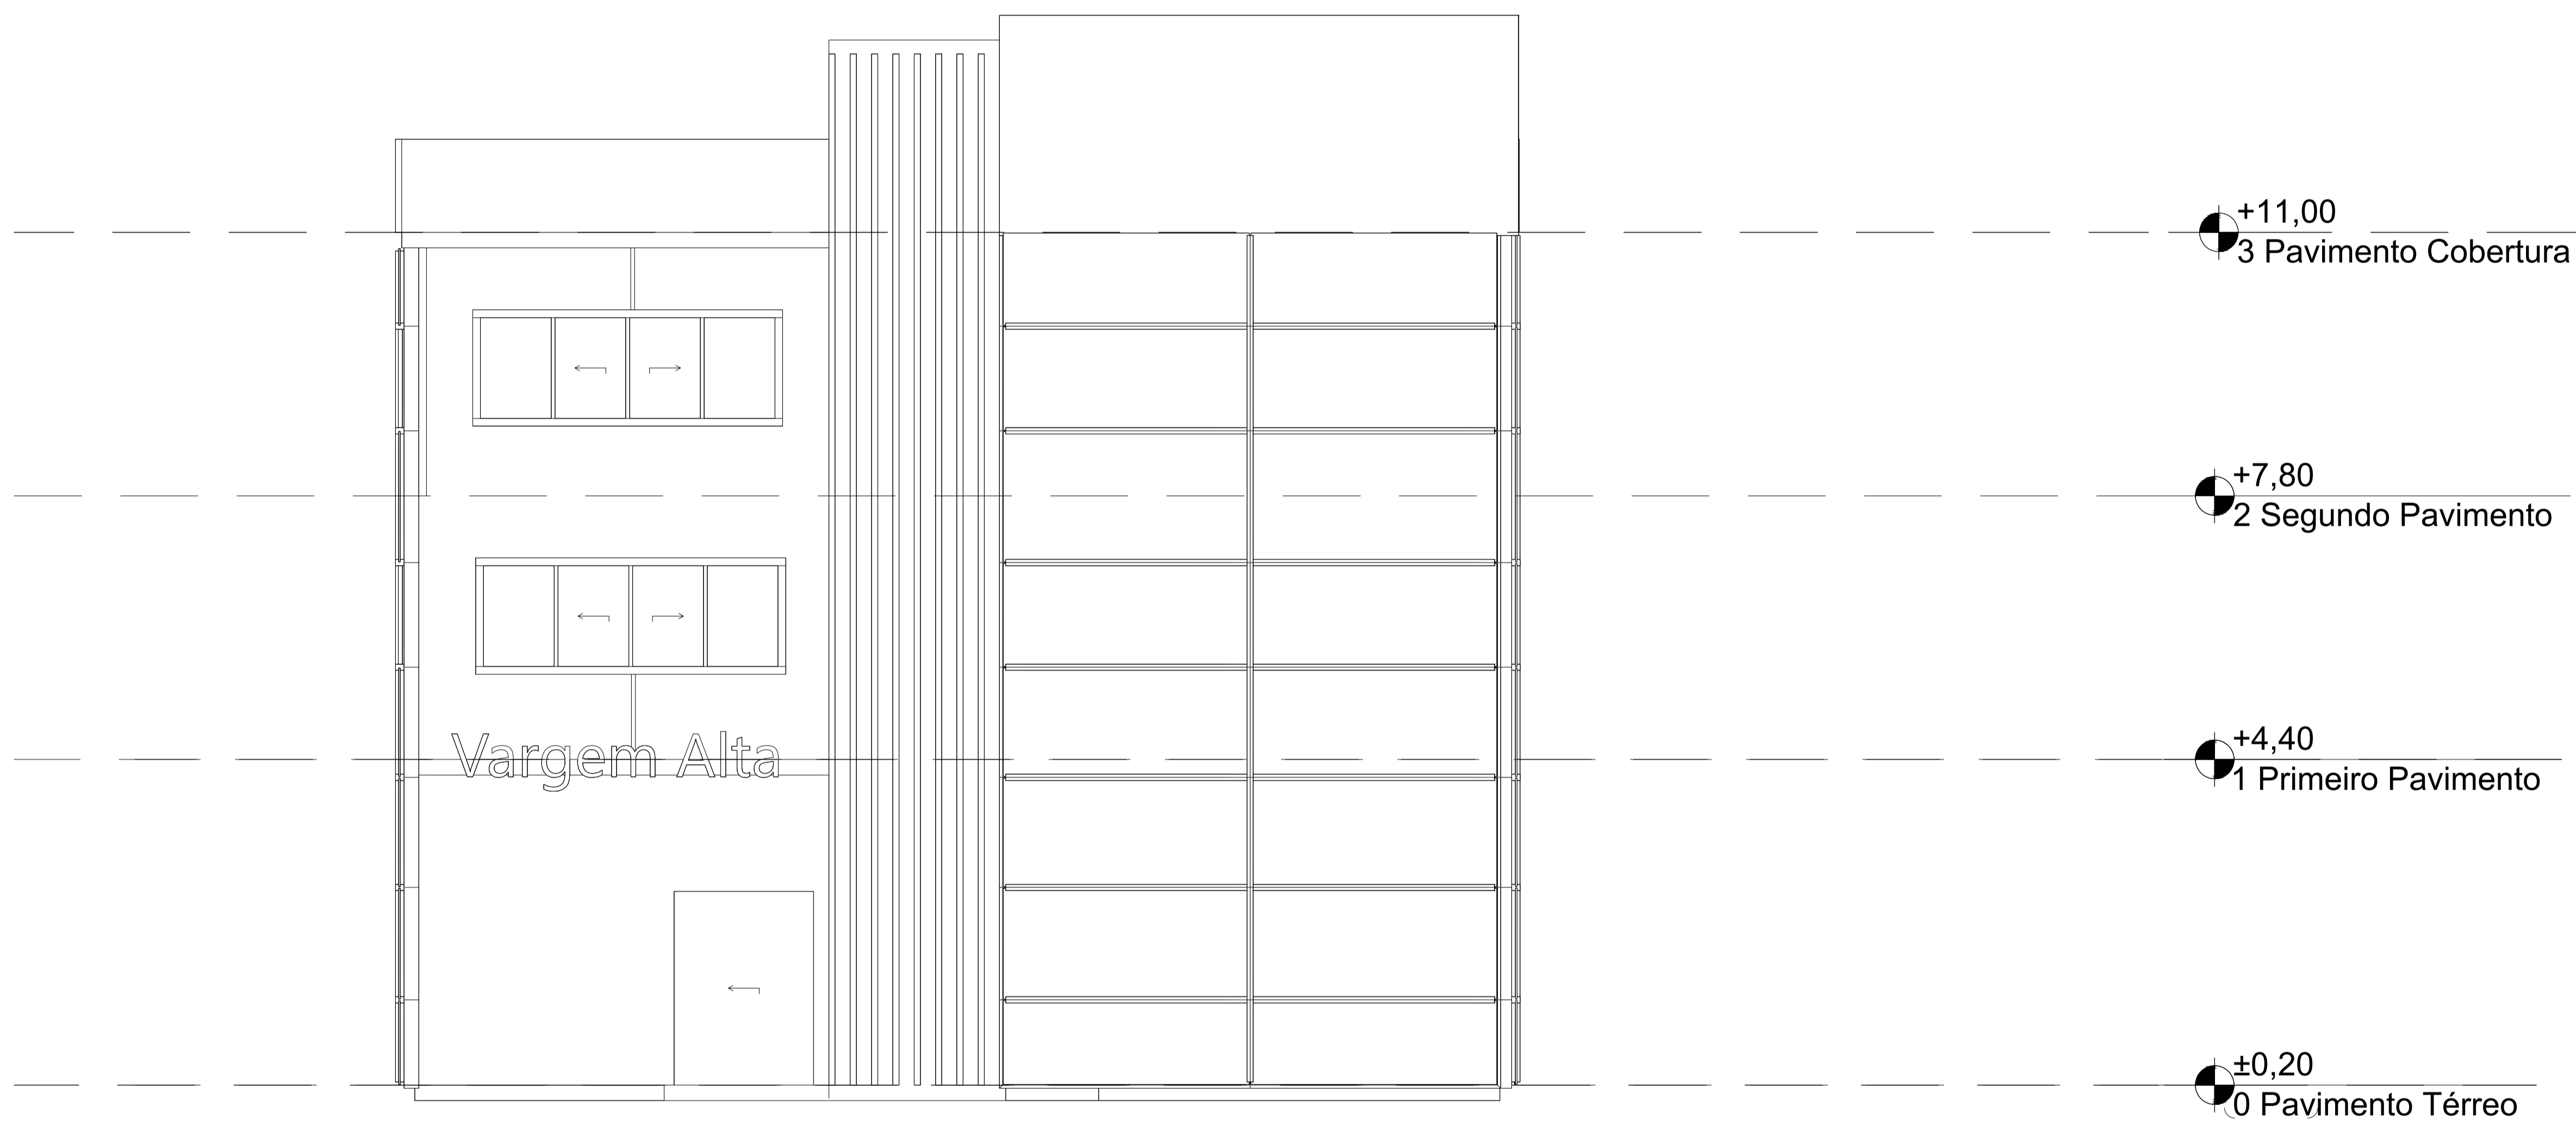 +11,00
3 Pavimento Cobertura
+7,80
2 Segundo Pavimento
Vargem Alta
+4,40
1 Primeiro Pavimento
±0,20
0 Pavimento Térreo